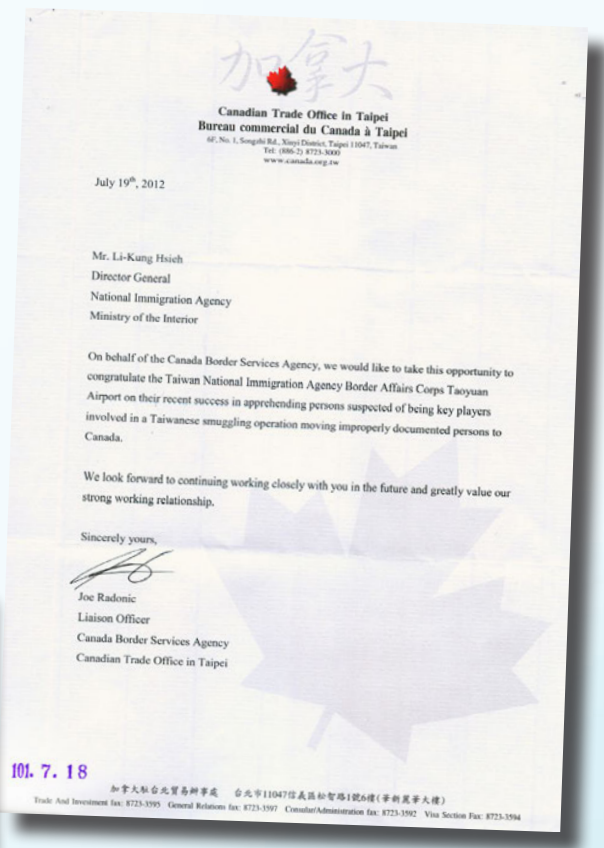 加拿大
Canadian Trade Office in Taipei
Bureau commercial du Canada à Taipei
6F, No. 1, Songzhi Rd., Xinyi District, Taipei 11047, Taiwan
Tel: (886-2) 8723-3000
www.canada.org.tw
July 19th, 2012
Mr. Li-Kung Hsieh
Director General
National Immigration Agency
Ministry of the Interior
On behalf of the Canada Border Services Agency, we would like to take this opportunity to
congratulate the Taiwan National Immigration Agency Border Affairs Corps Taoyuan
Airport on their recent success in apprehending persons suspected of being key players
involved in a Taiwanese smuggling operation moving improperly documented persons to
Canada.
We look forward to continuing working closely with you in the future and greatly value our
strong working relationship.
Sincerely yours,
Joe Radonic
Liaison Officer
Canada Border Services Agency
Canadian Trade Office in Taipei
101. 7. 18
加拿大駐台北貿易辦事處 台北市11047信義區松智路1號6樓(華新麗華大樓)
Trade And Investment fax: 8723-3595 General Relations fax: 8723-3597 Consular/Administration fax: 8723-3592 Visa Section Fax: 8723-3594